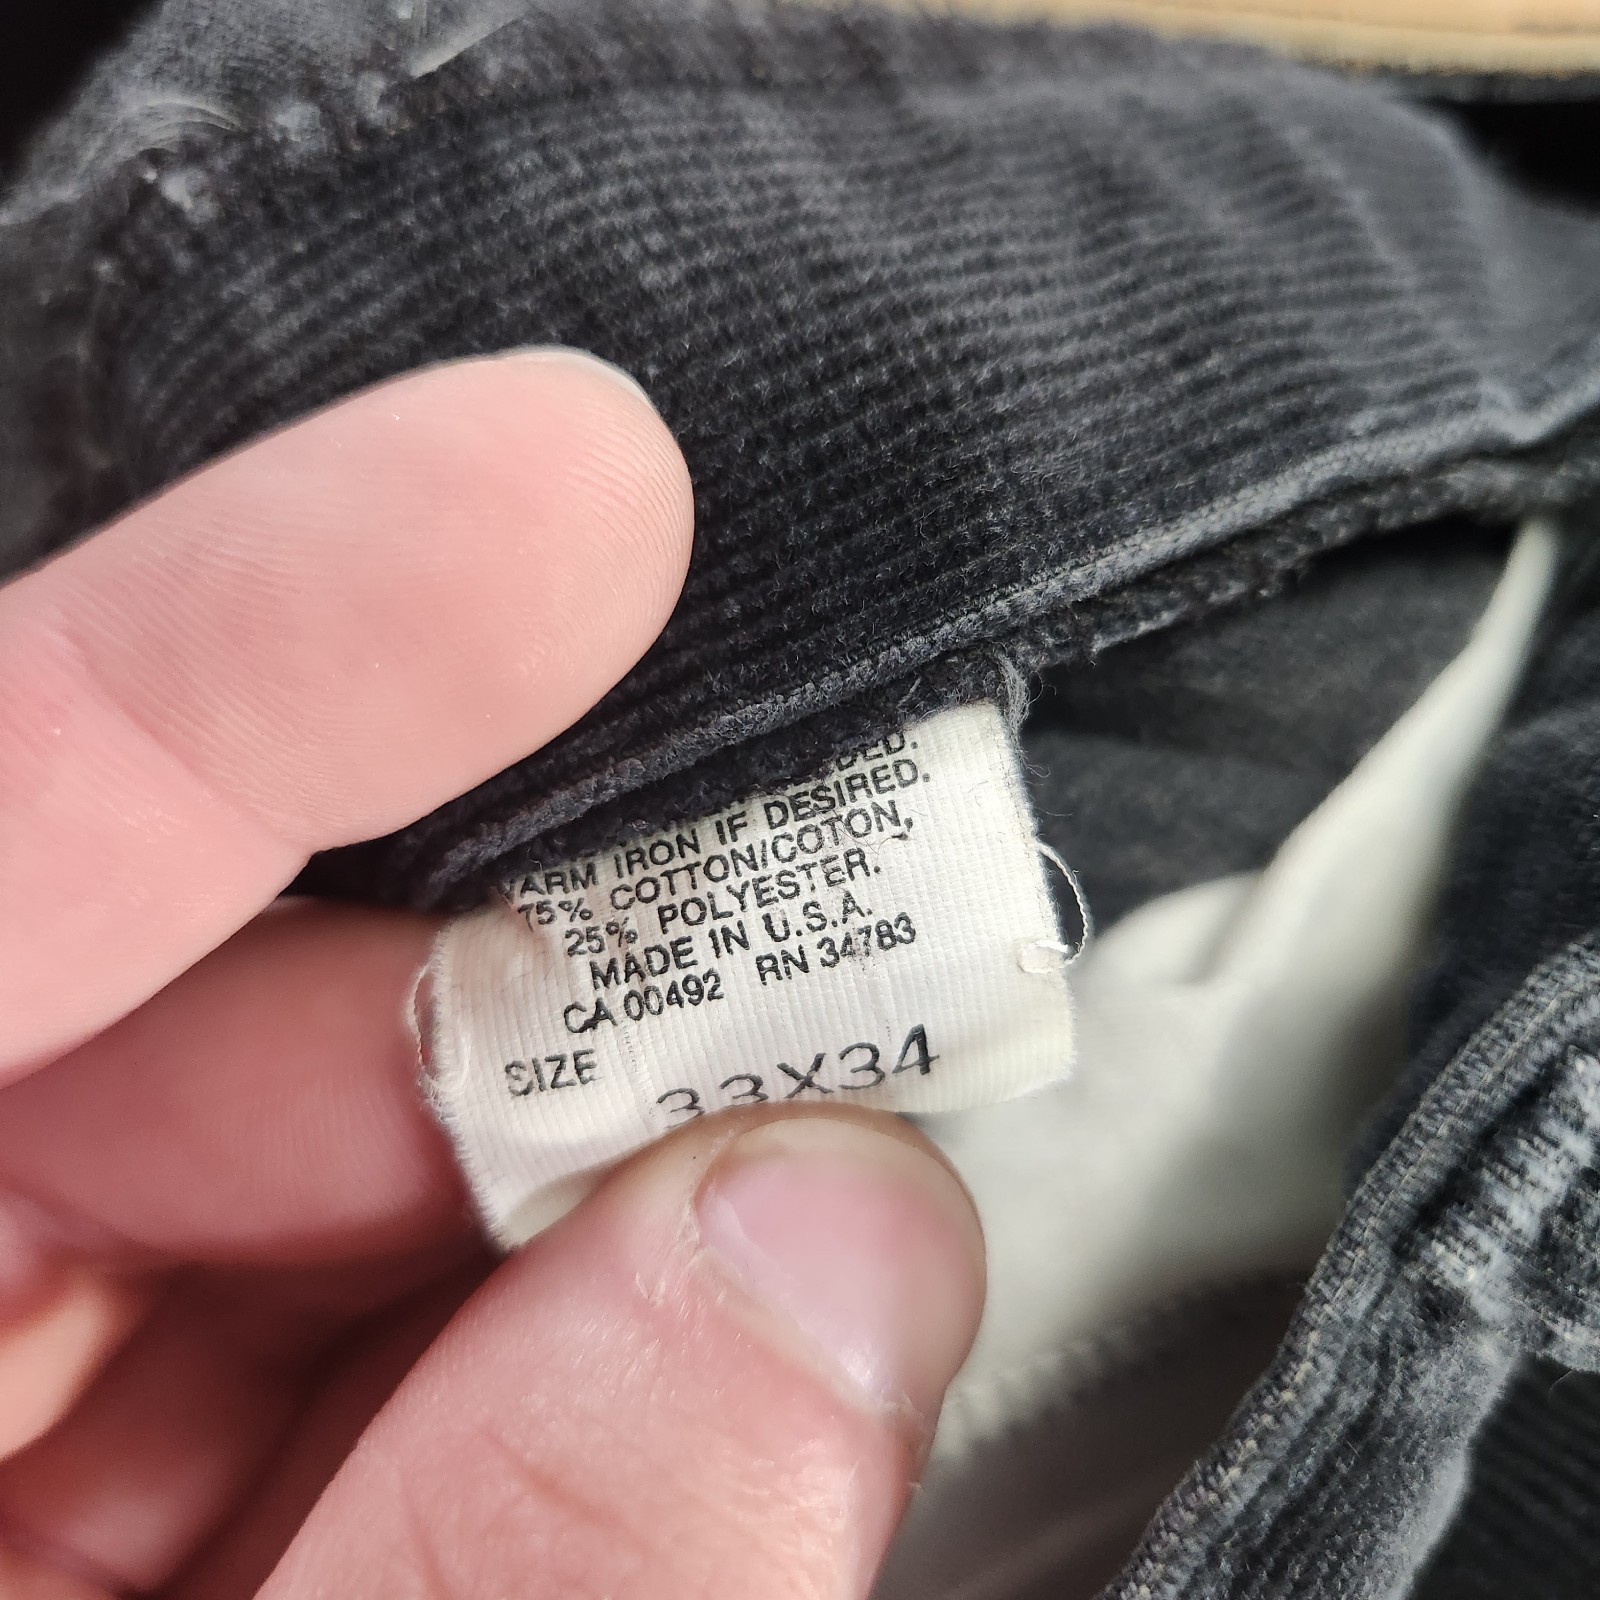 IF DESIRED.
WARM IRON
75% COTTON/COTON,
25% POLYESTER.
MADE IN U.S.A.
CA 00492 RN 34783
SIZE 33X34